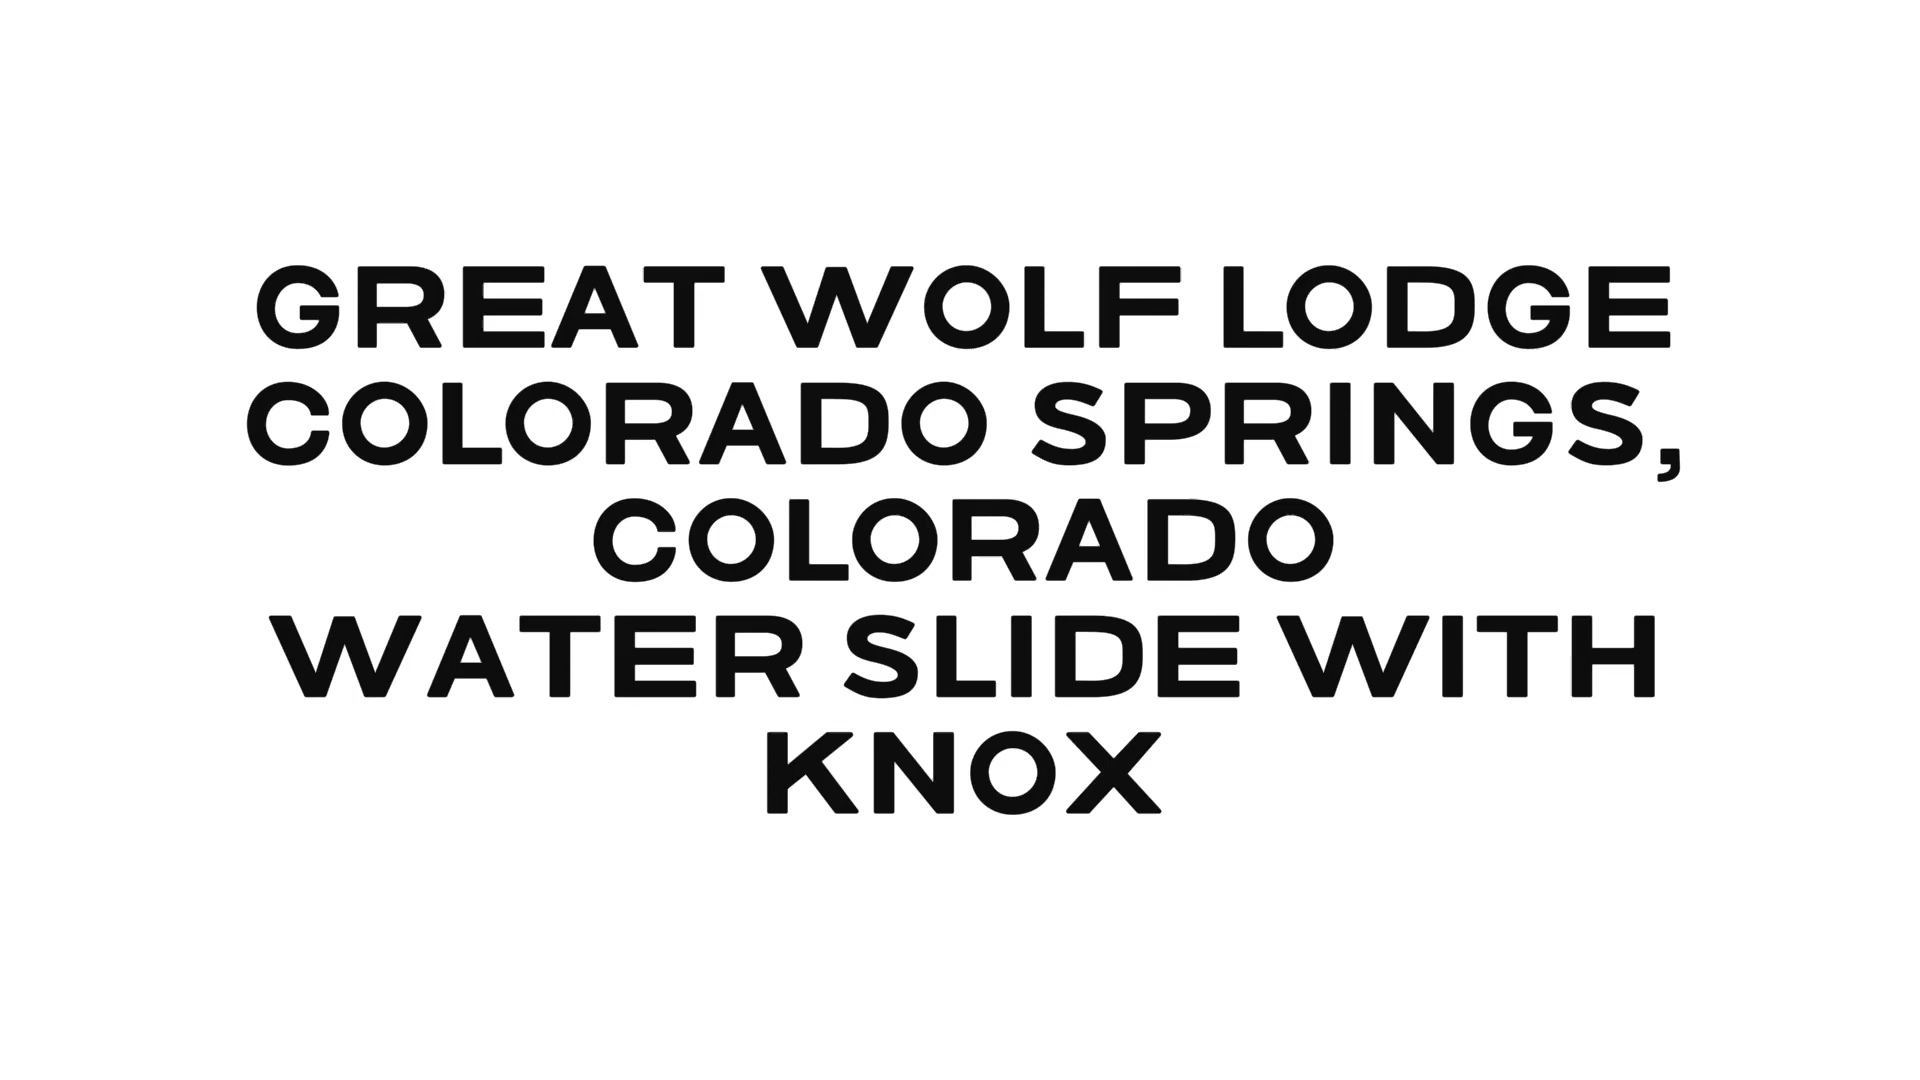 GREAT WOLF LODGE
COLORADO SPRINGS,
COLORADO
WATER SLIDE WITH
KNOX